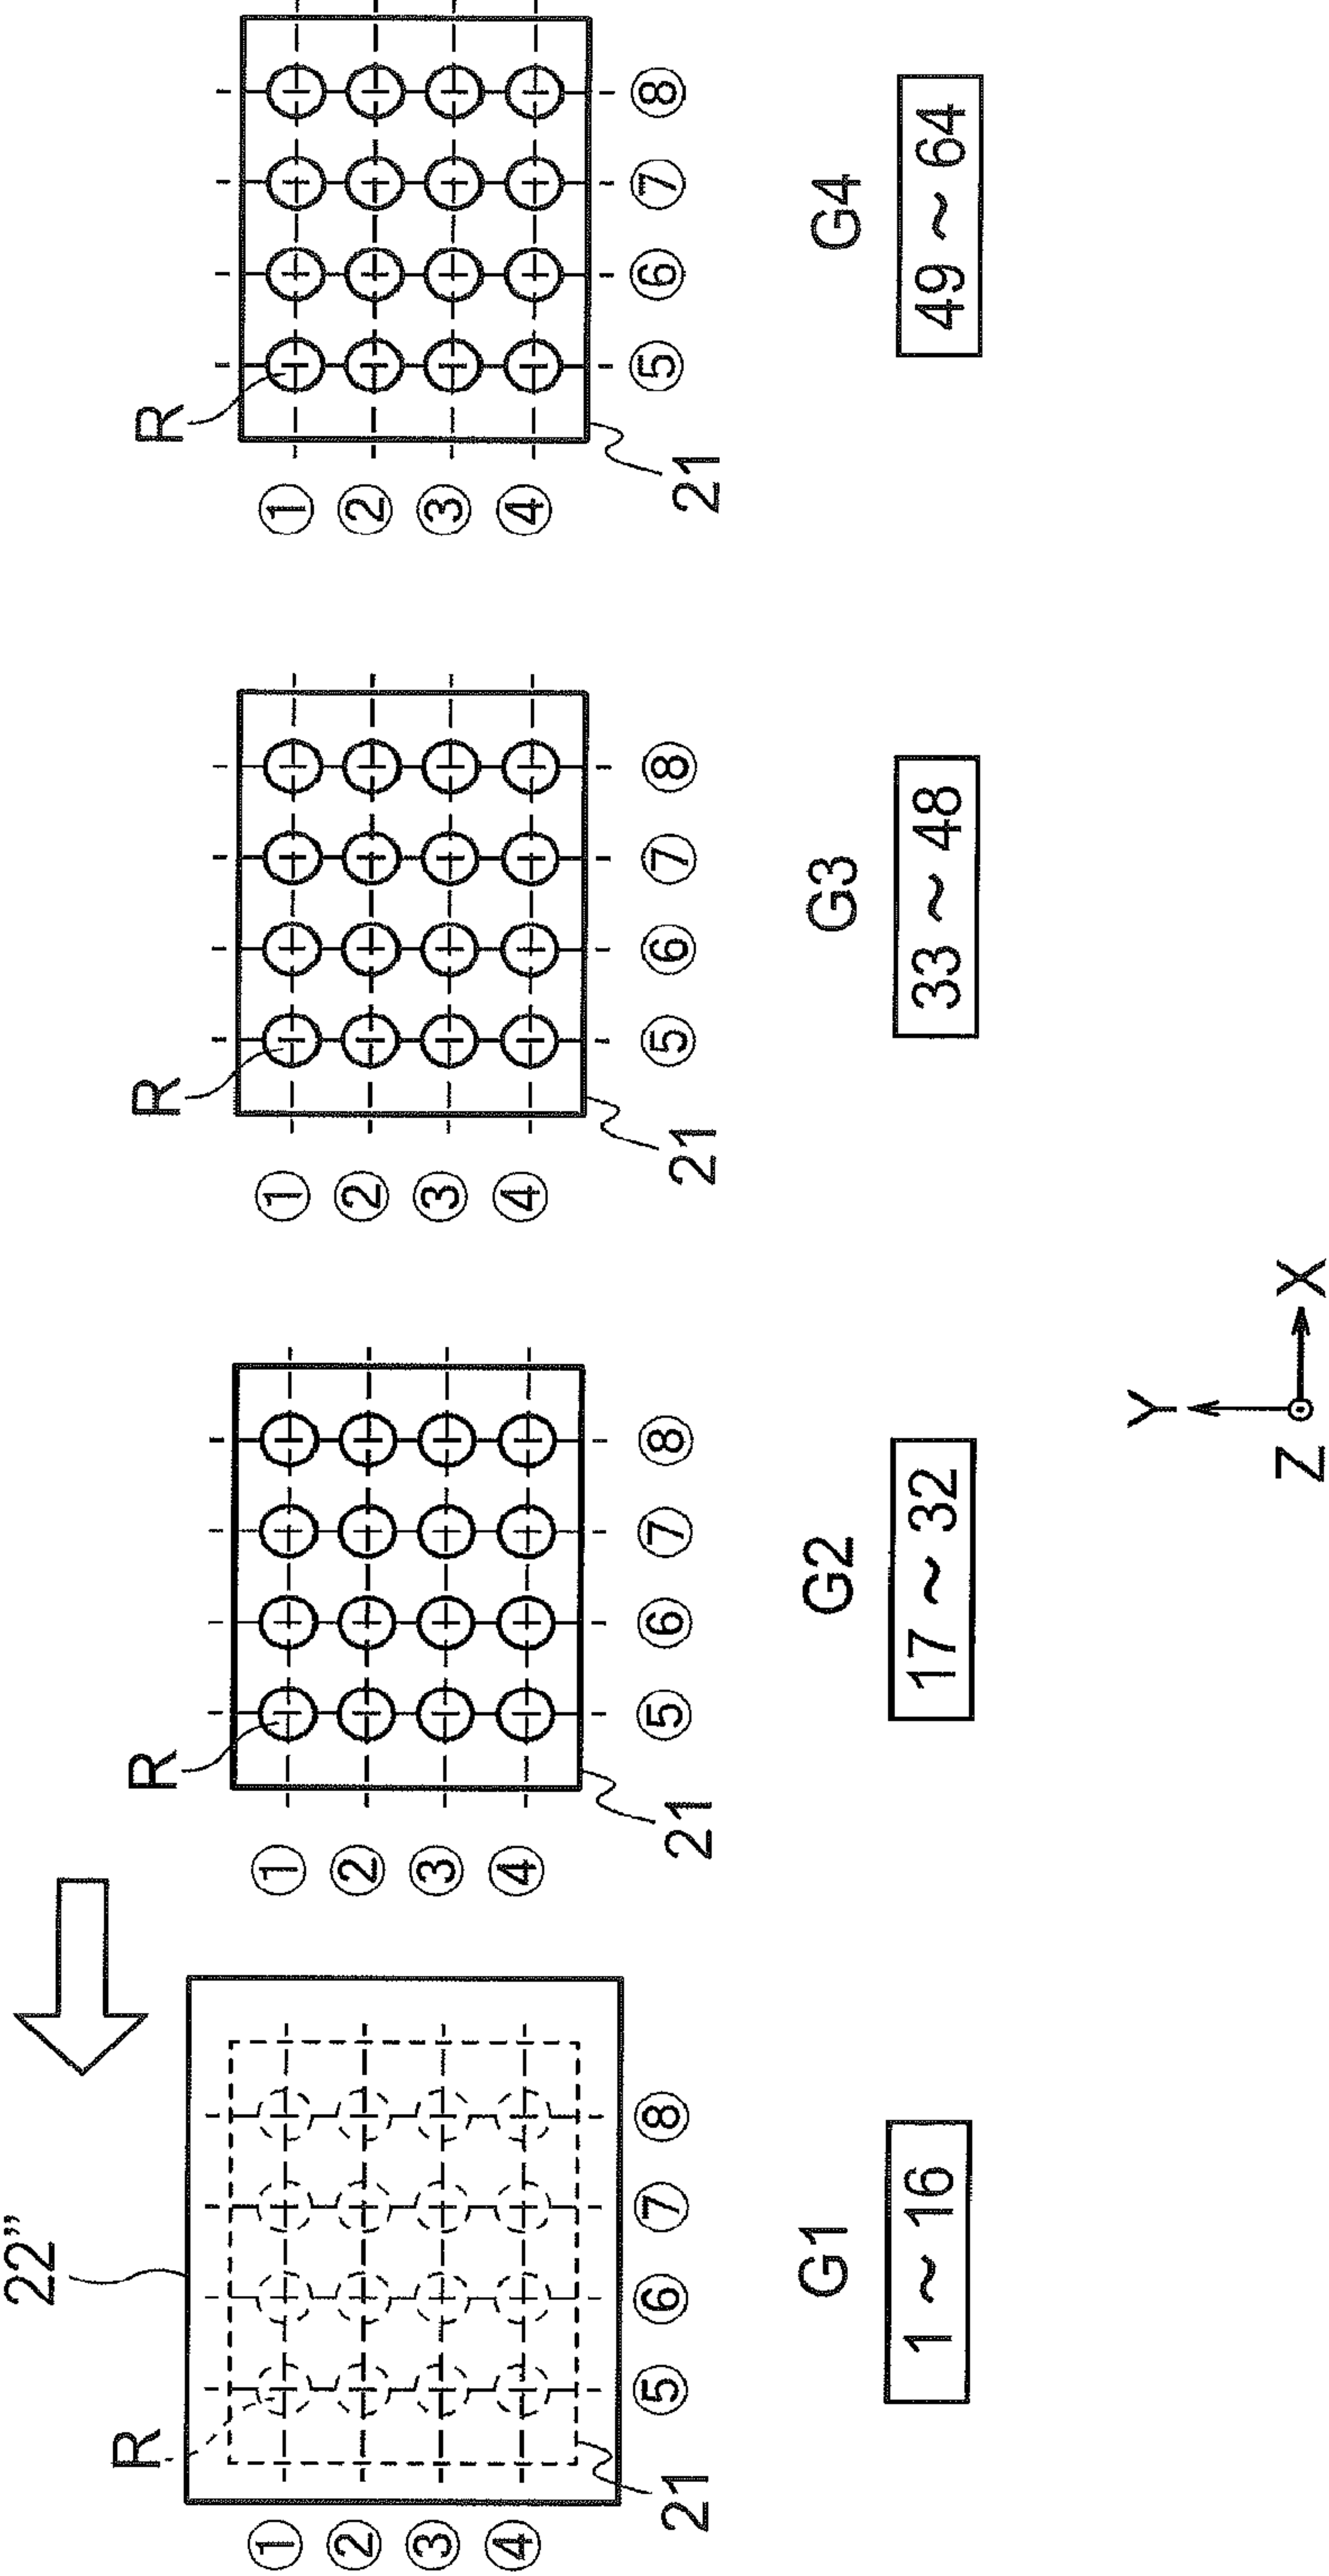 22”
R
R
R
R
① ② ③ ④
21
⑤ ⑥ ⑦ ⑧
① ② ③ ④
21
⑤ ⑥ ⑦ ⑧
① ② ③ ④
21
⑤ ⑥ ⑦ ⑧
① ② ③ ④
21
⑤ ⑥ ⑦ ⑧
G1
G2
G3
G4
1 ~ 16
17 ~ 32
33 ~ 48
49 ~ 64
Y
Z
X